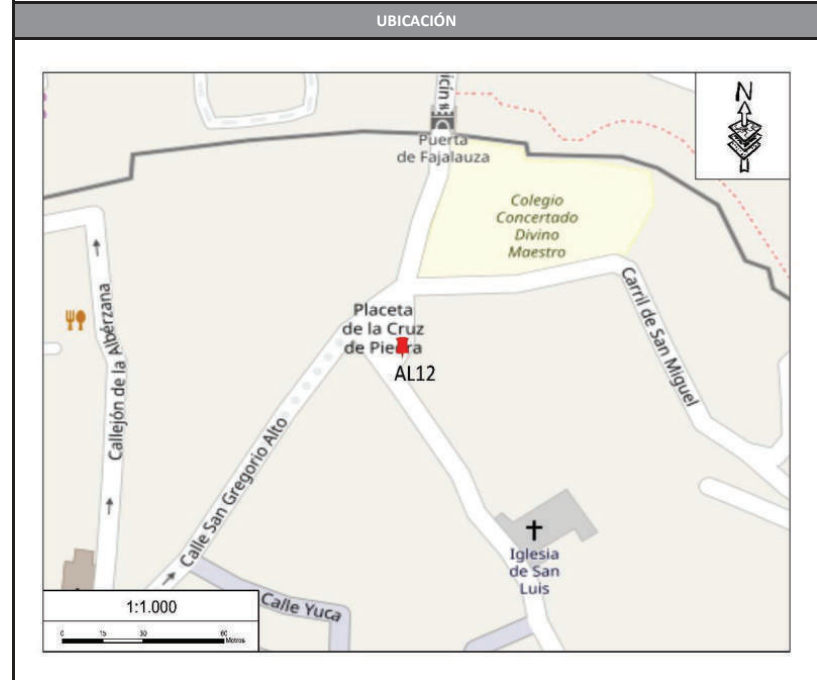 UBICACIÓN
N
Puerta
de Fajalauza
Colegio
Concertado
Divino
Maestro
Carril de San Miguel
Placeta
de la Cruz
de Piedra
AL12
Callejón de la Albérzana
Calle San Gregorio Alto
Iglesia
de San
Luis
Calle Yuca
1:1.000
0 15 30 60
Metros